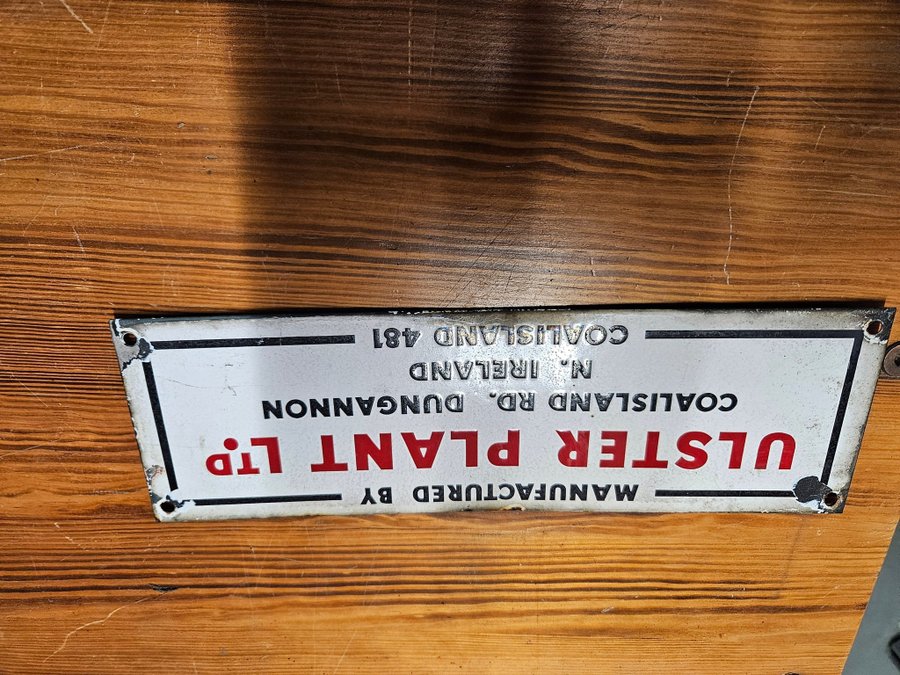 MANUFACTURED BY
ULSTER PLANT LTD
COALISLAND RD. DUNGANNON
N. IRELAND
COALISLAND 481